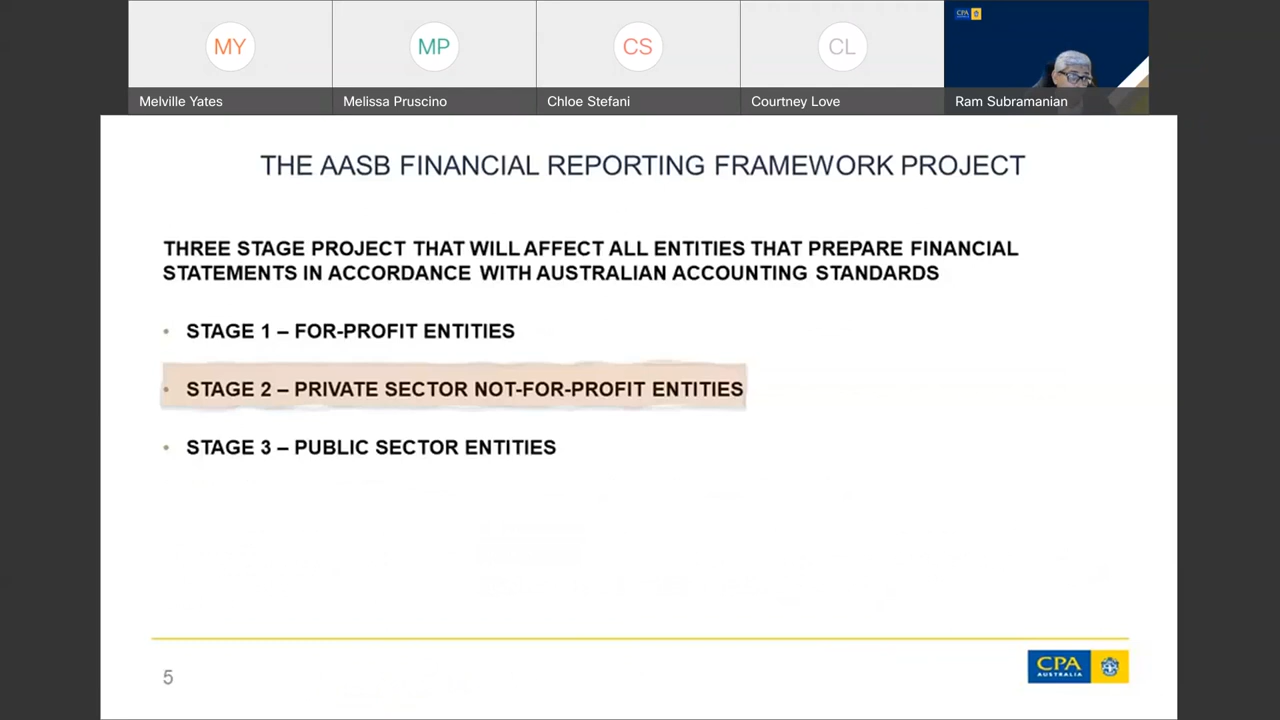 MY
MP
CS
CL
CPA
Melville Yates
Melissa Pruscino
Chloe Stefani
Courtney Love
Ram Subramanian
THE AASB FINANCIAL REPORTING FRAMEWORK PROJECT
THREE STAGE PROJECT THAT WILL AFFECT ALL ENTITIES THAT PREPARE FINANCIAL
STATEMENTS IN ACCORDANCE WITH AUSTRALIAN ACCOUNTING STANDARDS
• STAGE 1 – FOR-PROFIT ENTITIES
• STAGE 2 – PRIVATE SECTOR NOT-FOR-PROFIT ENTITIES
• STAGE 3 – PUBLIC SECTOR ENTITIES
5
CPA
AUSTRALIA